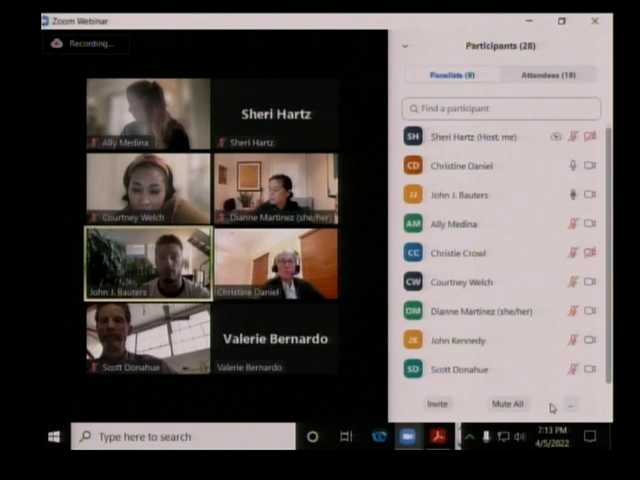 Zoom Webinar
Recording...
Participants (28)
Panelists (9)
Attendees (19)
Find a participant
Ally Medina
Sheri Hartz
Sheri Hartz
Courtney Welch
Dianne Martinez (she/her)
John J. Bauters
Christine Daniel
Scott Donahue
Valerie Bernardo
Valerie Bernardo
SH Sheri Hartz (Host, me)
CD Christine Daniel
JJ John J. Bauters
AM Ally Medina
CC Christie Crowl
CW Courtney Welch
DM Dianne Martinez (she/her)
JK John Kennedy
SD Scott Donahue
Invite
Mute All
...
Type here to search
7:13 PM
4/5/2022